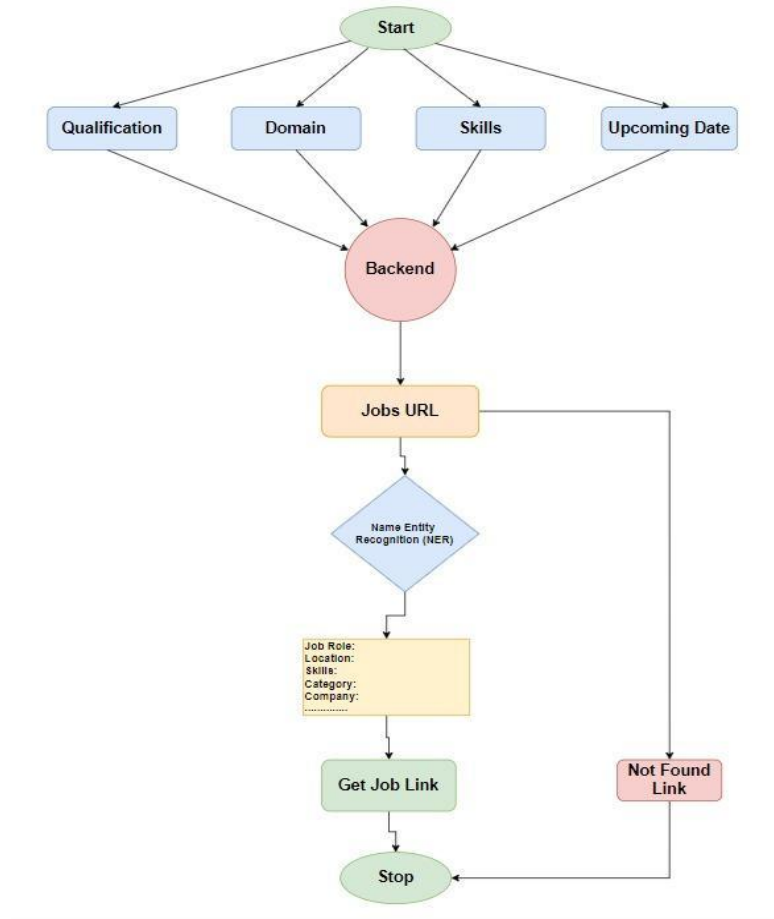 Start
Qualification
Domain
Skills
Upcoming Date
Backend
Jobs URL
Name Entity
Recognition (NER)
Job Role:
Location:
Skills:
Category:
Company:
..............
Get Job Link
Not Found
Link
Stop